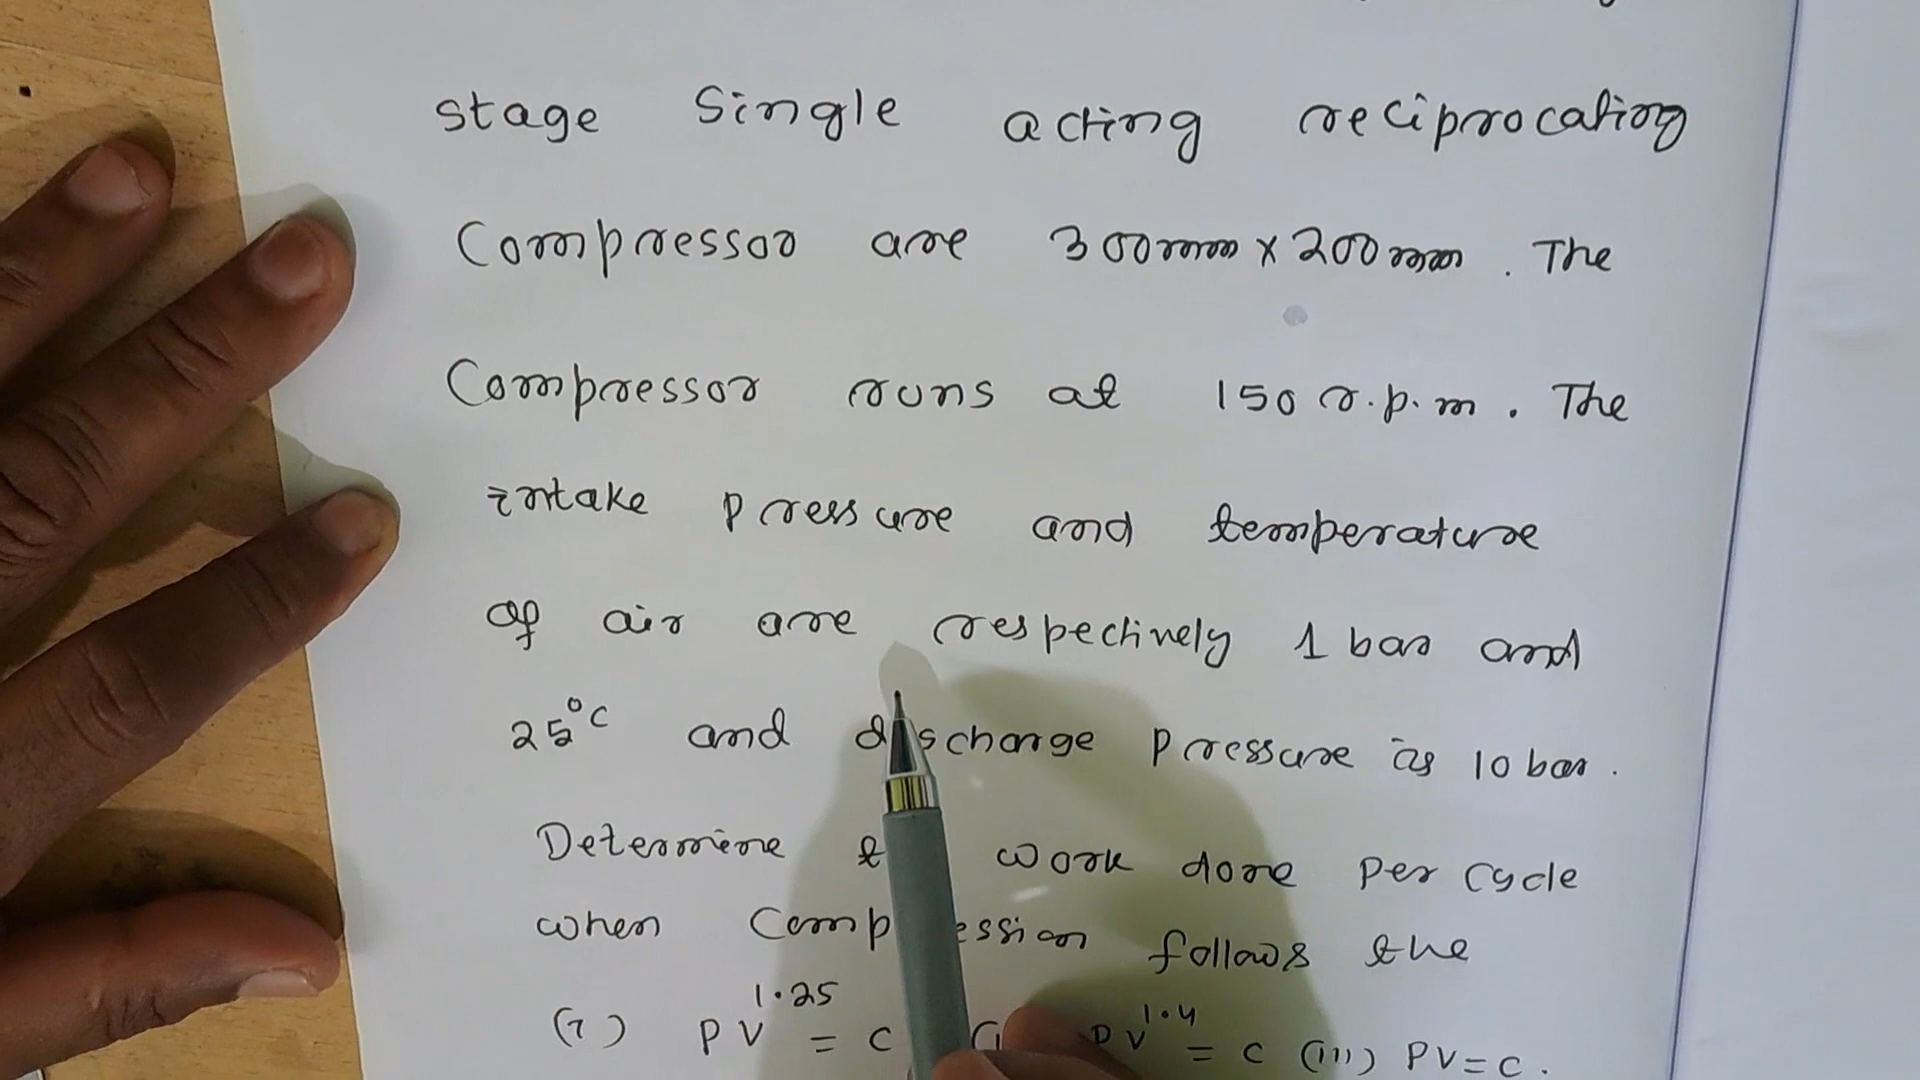 stage Single acting reciprocating
Compressor are 300mm x 200mm. The
Compressor runs at 150 r.p.m. The
intake pressure and temperature
of air are respectively 1 bar and
25°C and discharge pressure is 10 bar.
Determine work done per cycle
when Compression follows the
(i) PV^1.25 = C PV^1.4 = C (iii) PV=C.